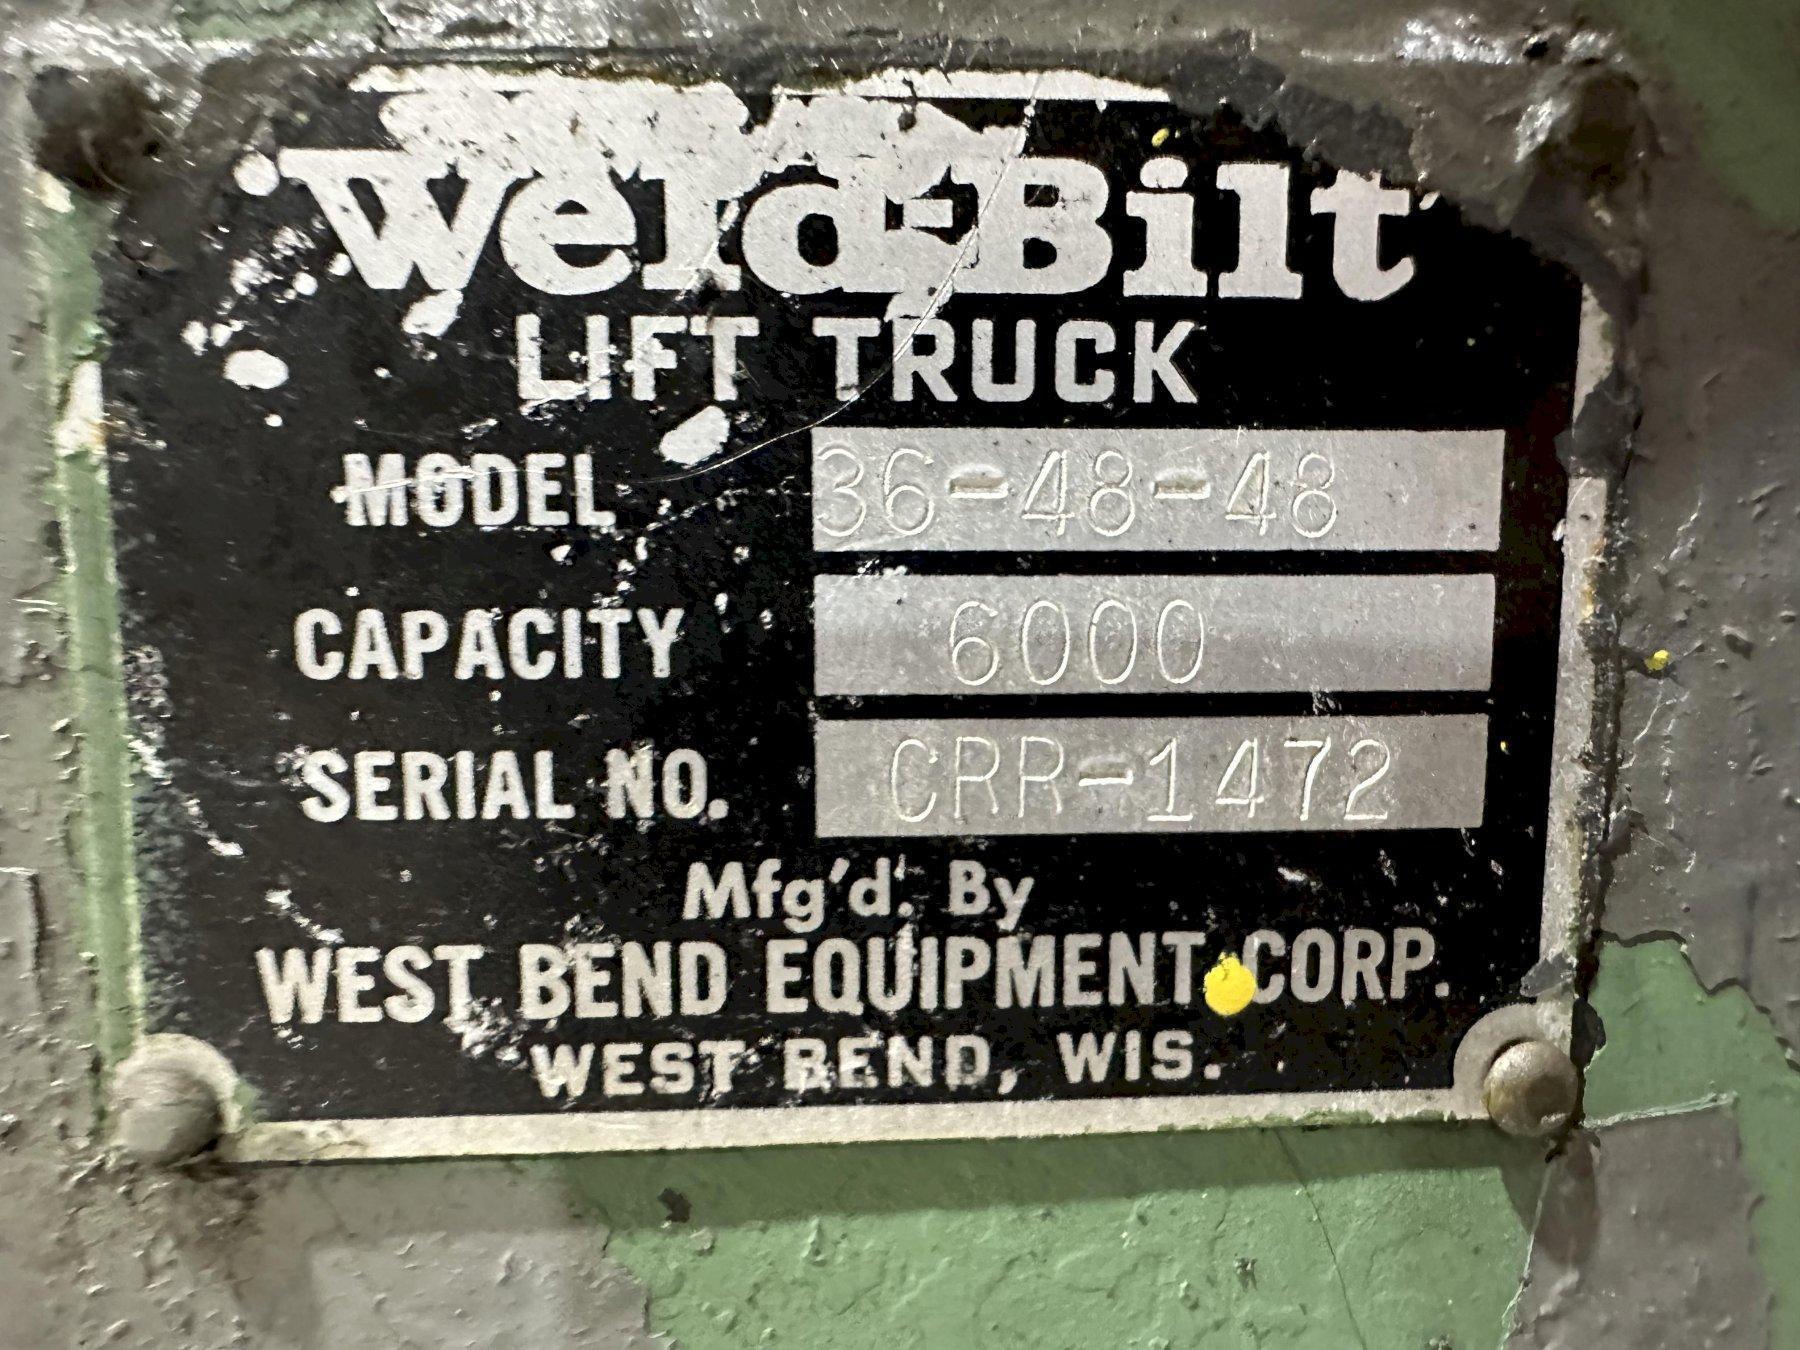 Weld-Bilt
LIFT TRUCK
MODEL 36-48-48
CAPACITY 6000
SERIAL NO. CRR-1472
Mfg'd. By
WEST BEND EQUIPMENT CORP.
WEST BEND, WIS.